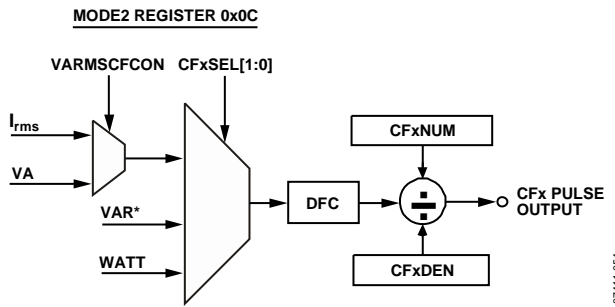 MODE2 REGISTER 0x0C
VARMSCFCON CFxSEL[1:0]
Irms
VA
VAR*
WATT
DFC
CFxNUM
÷
CFxDEN
CFx PULSE
OUTPUT